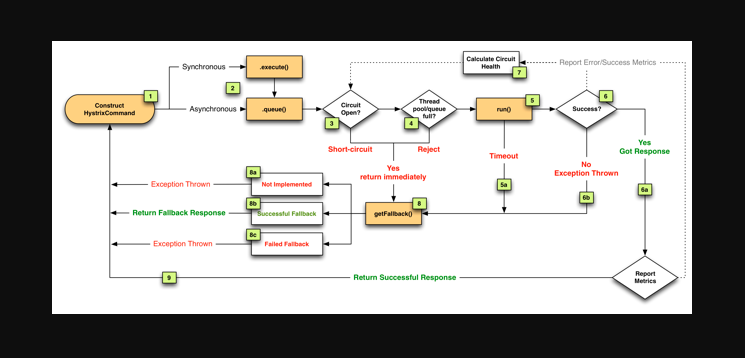 Calculate Circuit
Health
7
Report Error/Success Metrics
Synchronous
.execute()
1
2
Construct
HystrixCommand
Asynchronous
.queue()
Circuit
Open?
3
Thread
pool/queue
full?
4
run()
5
Success?
6
Short-circuit
Reject
Yes
return immediately
Timeout
5a
No
Exception Thrown
6b
Yes
Got Response
6a
8a
Exception Thrown
Not Implemented
8b
Return Fallback Response
Successful Fallback
getFallback()
8
8c
Exception Thrown
Failed Fallback
9
Return Successful Response
Report
Metrics